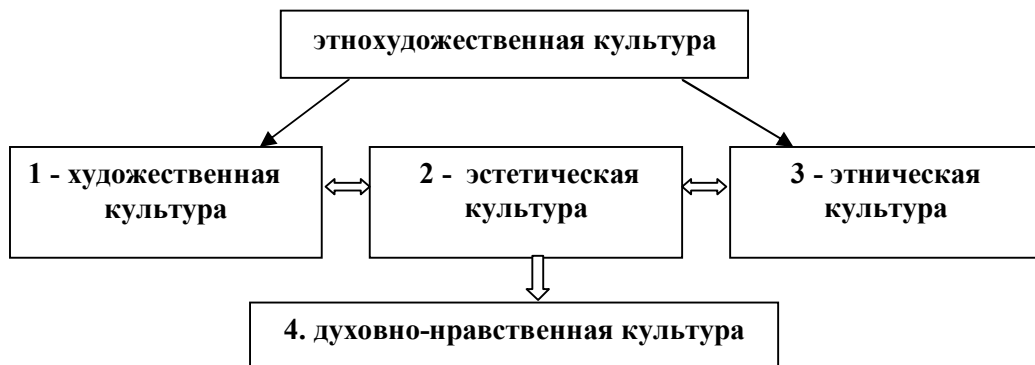 этнохудожественная культура
1 - художественная
культура
2 - эстетическая
культура
3 - этническая
культура
4. духовно-нравственная культура